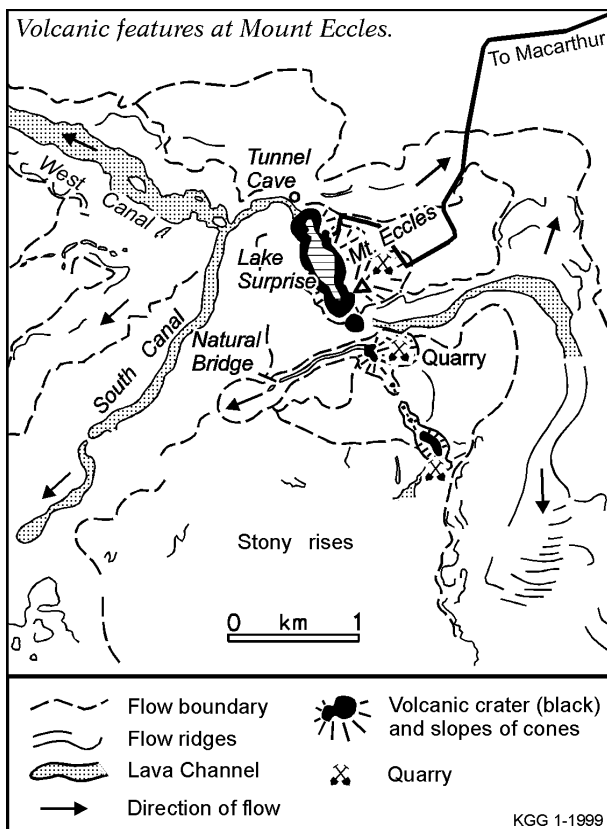 Volcanic features at Mount Eccles.
To Macarthur
Tunnel
Cave
West Canal
Mt. Eccles
Lake
Surprise
South Canal
Natural
Bridge
Quarry
Stony rises
0 km 1
Flow boundary
Flow ridges
Lava Channel
Direction of flow
Volcanic crater (black)
and slopes of cones
Quarry
KGG 1-1999